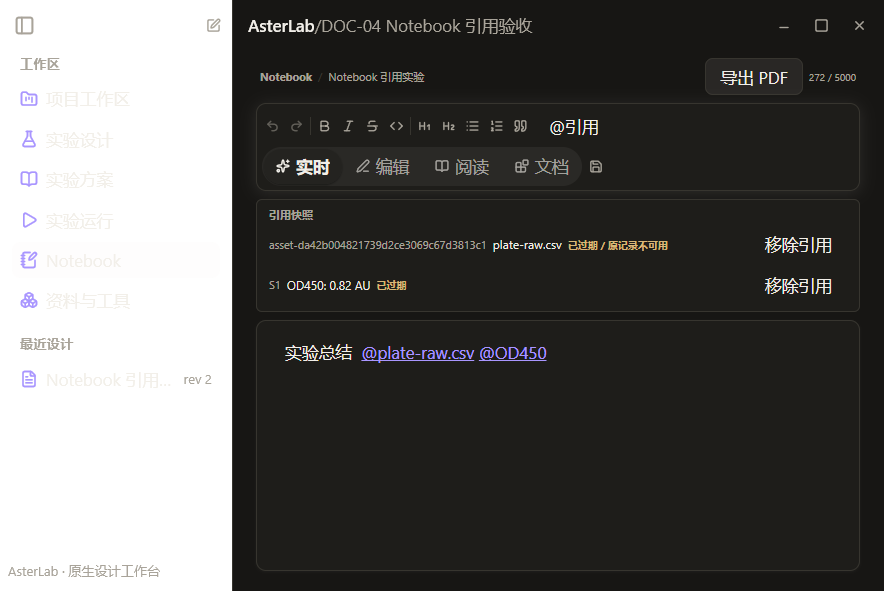 工作区
项目工作区
实验设计
实验方案
实验运行
Notebook
资料与工具
最近设计
Notebook 引用... rev 2
AsterLab · 原生设计工作台
AsterLab/DOC-04 Notebook 引用验收
Notebook / Notebook 引用实验
导出 PDF 272 / 5000
B I S <> H1 H2 @引用
实时 编辑 阅读 文档
引用快照
asset-da42b004821739d2ce3069c67d3813c1 plate-raw.csv 已过期 / 原记录不可用 移除引用
S1 OD450: 0.82 AU 已过期 移除引用
实验总结 @plate-raw.csv @OD450